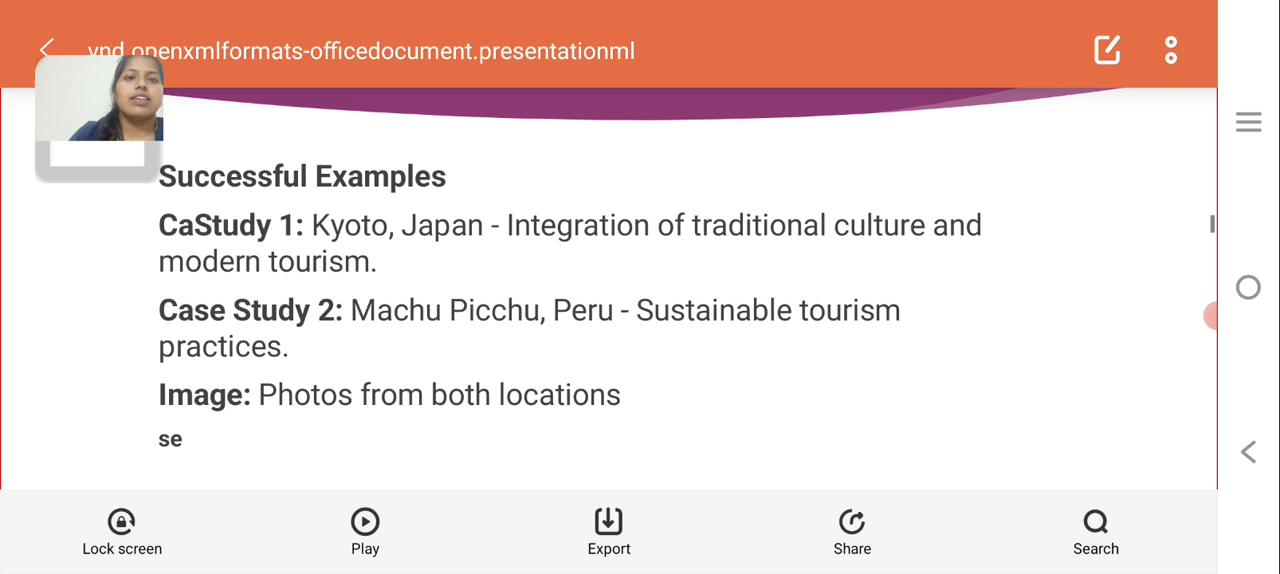 vnd.openxmlformats-officedocument.presentationml
Successful Examples
CaStudy 1: Kyoto, Japan - Integration of traditional culture and
modern tourism.
Case Study 2: Machu Picchu, Peru - Sustainable tourism
practices.
Image: Photos from both locations
se
Lock screen
Play
Export
Share
Search